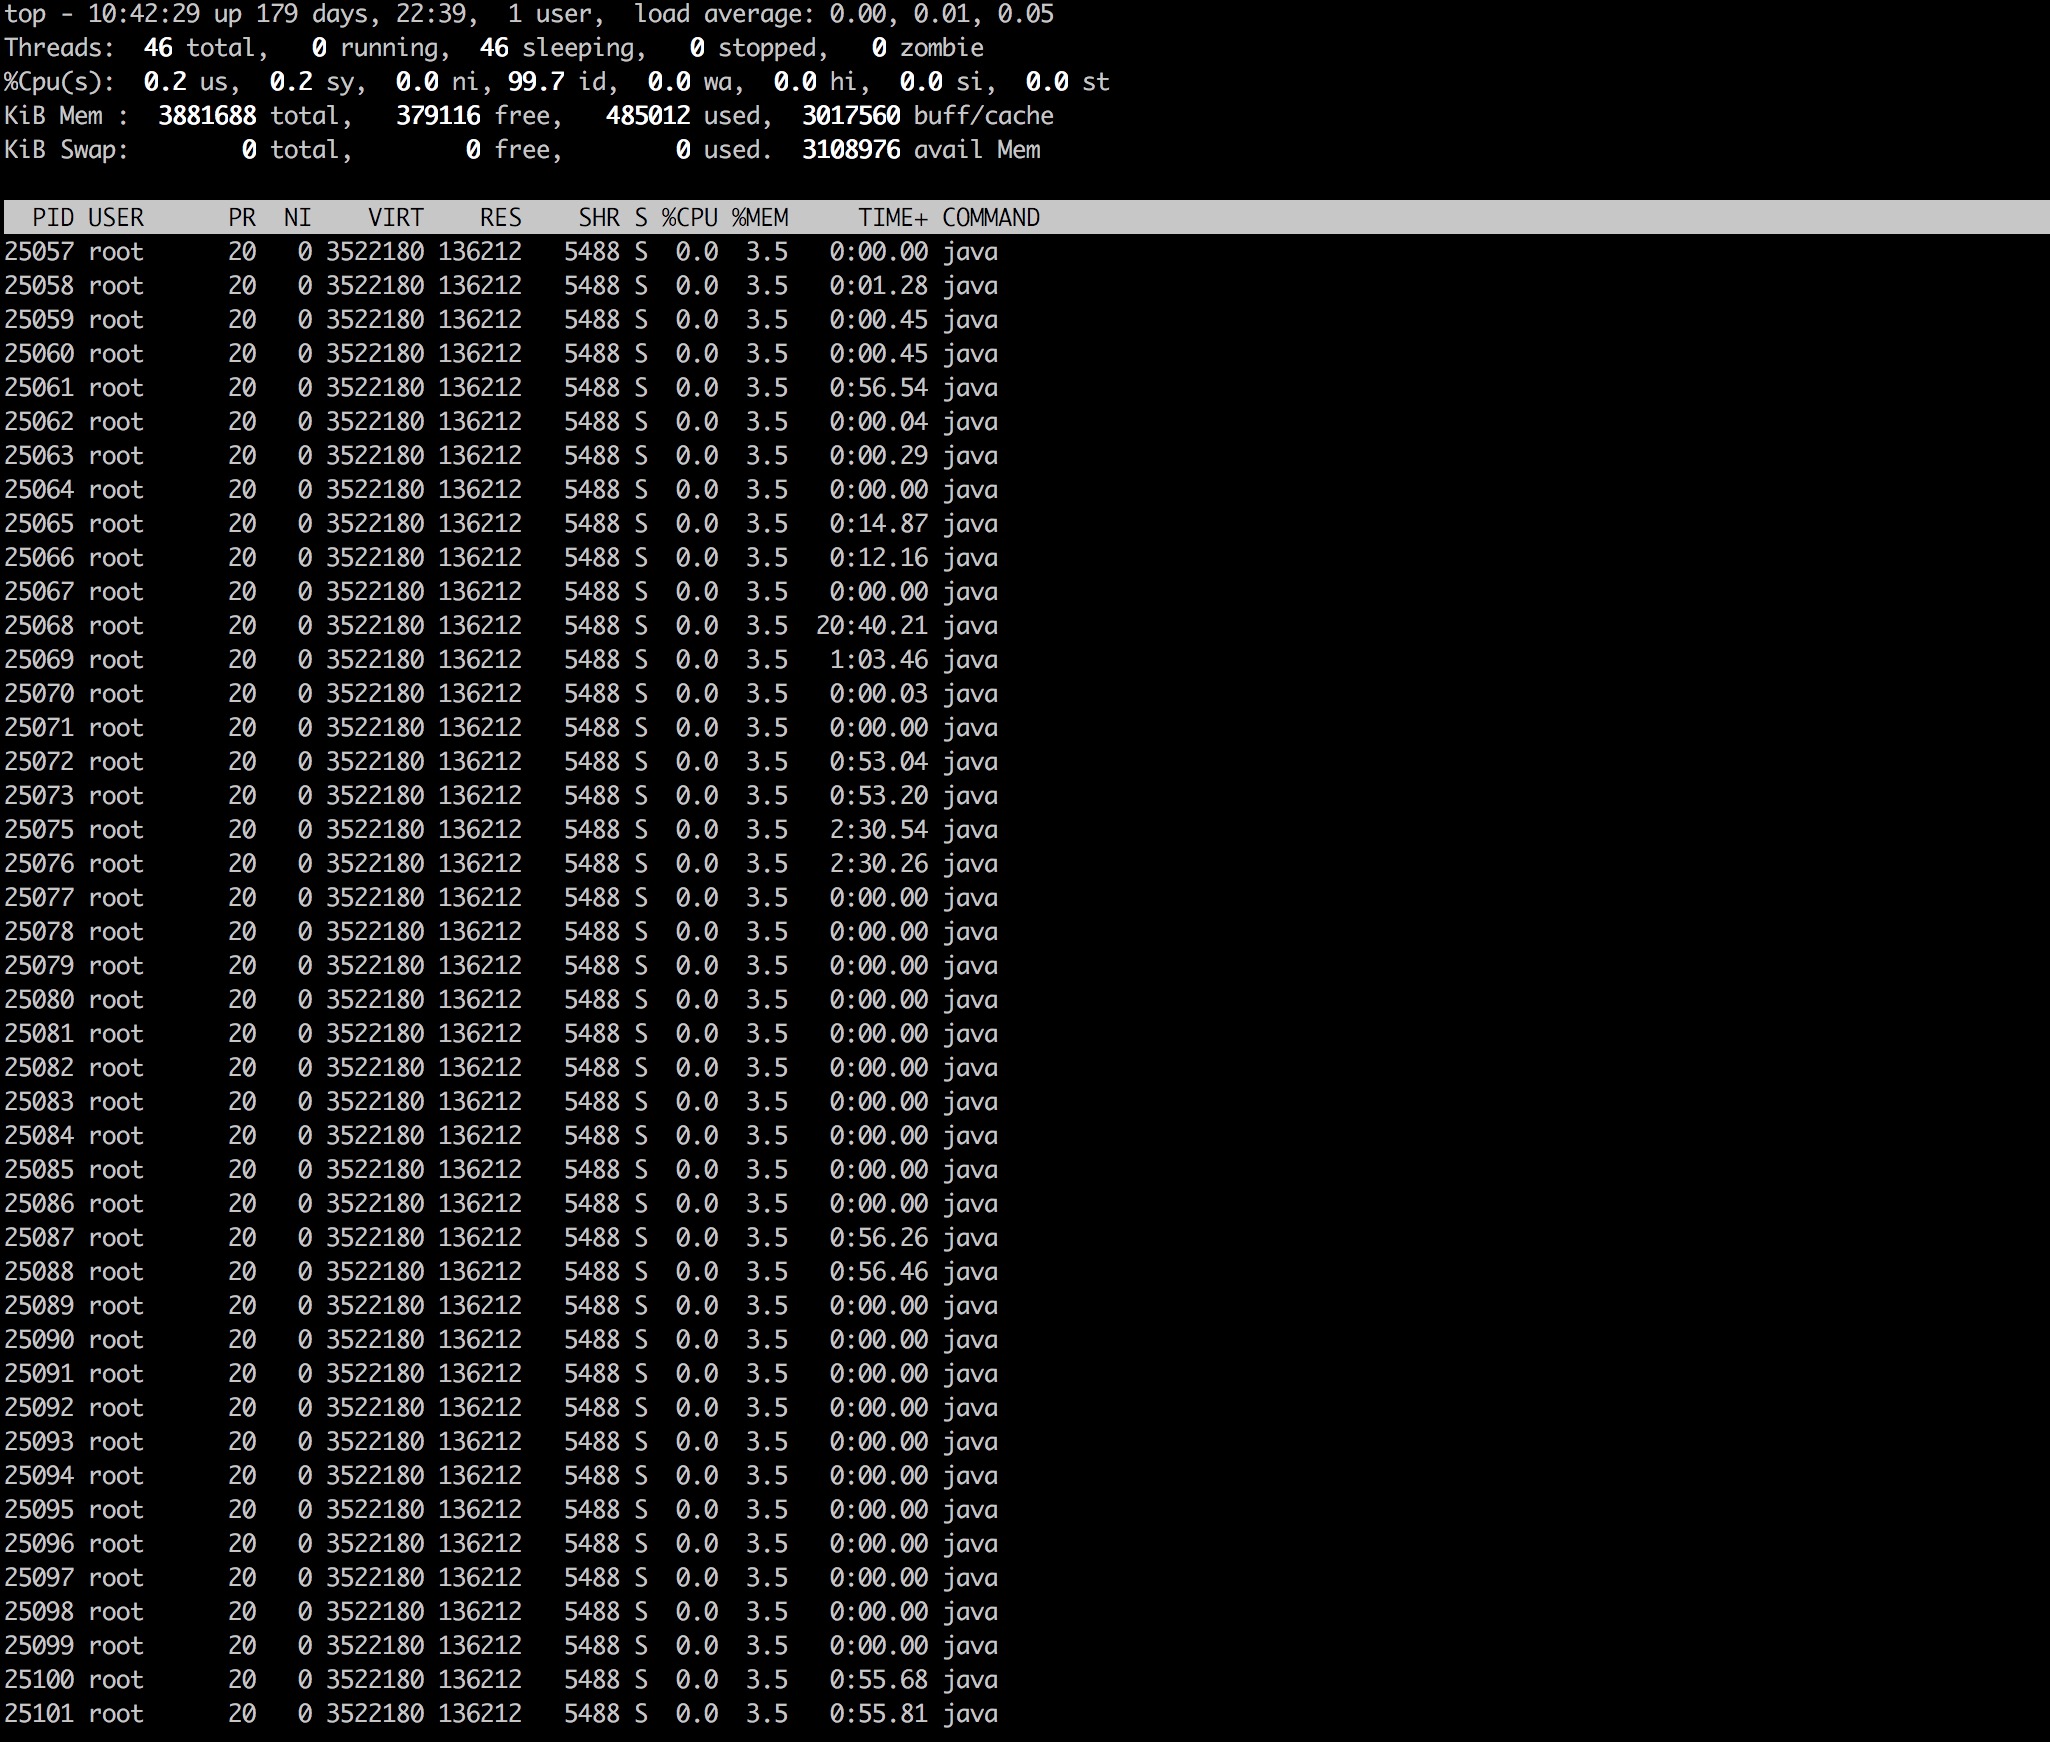 top - 10:42:29 up 179 days, 22:39,  1 user,  load average: 0.00, 0.01, 0.05
Threads:  46 total,   0 running,  46 sleeping,   0 stopped,   0 zombie
%Cpu(s):  0.2 us,  0.2 sy,  0.0 ni, 99.7 id,  0.0 wa,  0.0 hi,  0.0 si,  0.0 st
KiB Mem :  3881688 total,   379116 free,   485012 used,  3017560 buff/cache
KiB Swap:        0 total,        0 free,        0 used.  3108976 avail Mem
  PID USER      PR  NI    VIRT    RES    SHR S %CPU %MEM     TIME+ COMMAND
25057 root      20   0 3522180 136212   5488 S  0.0  3.5   0:00.00 java
25058 root      20   0 3522180 136212   5488 S  0.0  3.5   0:01.28 java
25059 root      20   0 3522180 136212   5488 S  0.0  3.5   0:00.45 java
25060 root      20   0 3522180 136212   5488 S  0.0  3.5   0:00.45 java
25061 root      20   0 3522180 136212   5488 S  0.0  3.5   0:56.54 java
25062 root      20   0 3522180 136212   5488 S  0.0  3.5   0:00.04 java
25063 root      20   0 3522180 136212   5488 S  0.0  3.5   0:00.29 java
25064 root      20   0 3522180 136212   5488 S  0.0  3.5   0:00.00 java
25065 root      20   0 3522180 136212   5488 S  0.0  3.5   0:14.87 java
25066 root      20   0 3522180 136212   5488 S  0.0  3.5   0:12.16 java
25067 root      20   0 3522180 136212   5488 S  0.0  3.5   0:00.00 java
25068 root      20   0 3522180 136212   5488 S  0.0  3.5  20:40.21 java
25069 root      20   0 3522180 136212   5488 S  0.0  3.5   1:03.46 java
25070 root      20   0 3522180 136212   5488 S  0.0  3.5   0:00.03 java
25071 root      20   0 3522180 136212   5488 S  0.0  3.5   0:00.00 java
25072 root      20   0 3522180 136212   5488 S  0.0  3.5   0:53.04 java
25073 root      20   0 3522180 136212   5488 S  0.0  3.5   0:53.20 java
25075 root      20   0 3522180 136212   5488 S  0.0  3.5   2:30.54 java
25076 root      20   0 3522180 136212   5488 S  0.0  3.5   2:30.26 java
25077 root      20   0 3522180 136212   5488 S  0.0  3.5   0:00.00 java
25078 root      20   0 3522180 136212   5488 S  0.0  3.5   0:00.00 java
25079 root      20   0 3522180 136212   5488 S  0.0  3.5   0:00.00 java
25080 root      20   0 3522180 136212   5488 S  0.0  3.5   0:00.00 java
25081 root      20   0 3522180 136212   5488 S  0.0  3.5   0:00.00 java
25082 root      20   0 3522180 136212   5488 S  0.0  3.5   0:00.00 java
25083 root      20   0 3522180 136212   5488 S  0.0  3.5   0:00.00 java
25084 root      20   0 3522180 136212   5488 S  0.0  3.5   0:00.00 java
25085 root      20   0 3522180 136212   5488 S  0.0  3.5   0:00.00 java
25086 root      20   0 3522180 136212   5488 S  0.0  3.5   0:00.00 java
25087 root      20   0 3522180 136212   5488 S  0.0  3.5   0:56.26 java
25088 root      20   0 3522180 136212   5488 S  0.0  3.5   0:56.46 java
25089 root      20   0 3522180 136212   5488 S  0.0  3.5   0:00.00 java
25090 root      20   0 3522180 136212   5488 S  0.0  3.5   0:00.00 java
25091 root      20   0 3522180 136212   5488 S  0.0  3.5   0:00.00 java
25092 root      20   0 3522180 136212   5488 S  0.0  3.5   0:00.00 java
25093 root      20   0 3522180 136212   5488 S  0.0  3.5   0:00.00 java
25094 root      20   0 3522180 136212   5488 S  0.0  3.5   0:00.00 java
25095 root      20   0 3522180 136212   5488 S  0.0  3.5   0:00.00 java
25096 root      20   0 3522180 136212   5488 S  0.0  3.5   0:00.00 java
25097 root      20   0 3522180 136212   5488 S  0.0  3.5   0:00.00 java
25098 root      20   0 3522180 136212   5488 S  0.0  3.5   0:00.00 java
25099 root      20   0 3522180 136212   5488 S  0.0  3.5   0:00.00 java
25100 root      20   0 3522180 136212   5488 S  0.0  3.5   0:55.68 java
25101 root      20   0 3522180 136212   5488 S  0.0  3.5   0:55.81 java